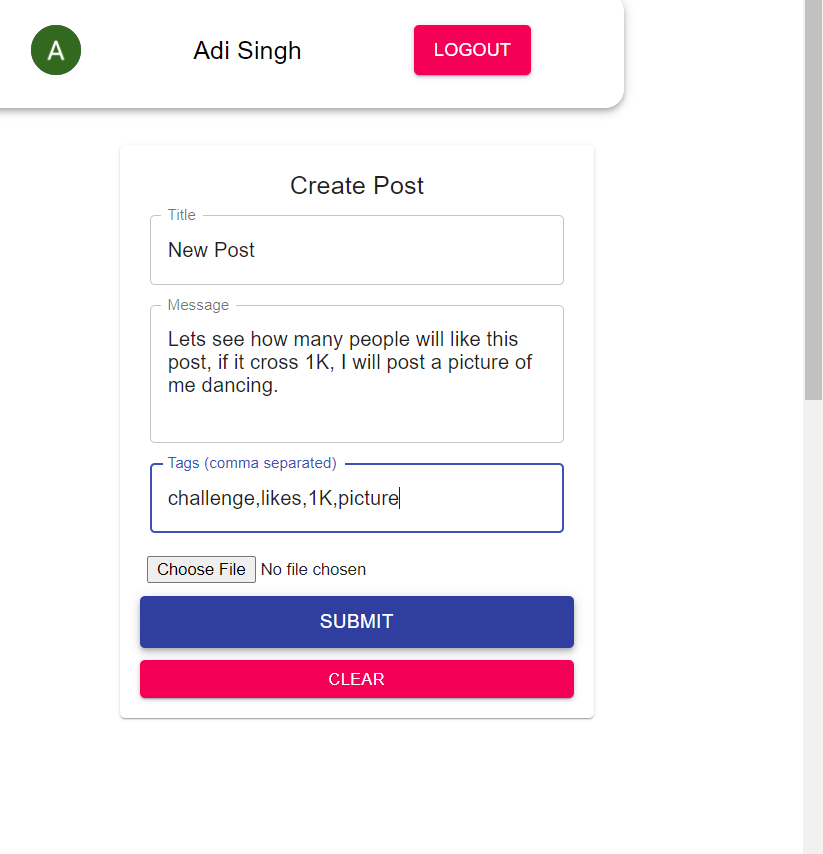 A
Adi Singh
LOGOUT
Create Post
Title
New Post
Message
Lets see how many people will like this
post, if it cross 1K, I will post a picture of
me dancing.
Tags (comma separated)
challenge,likes,1K,picture
Choose File No file chosen
SUBMIT
CLEAR